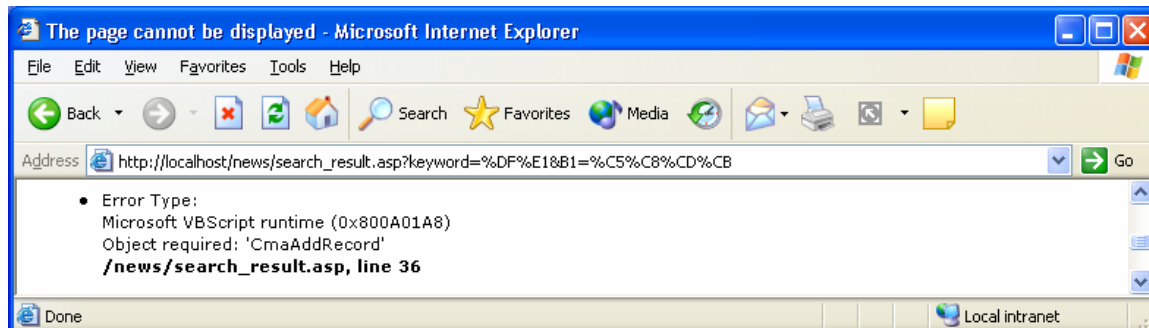 The page cannot be displayed - Microsoft Internet Explorer
File Edit View Favorites Tools Help
Back Search Favorites Media
Address http://localhost/news/search_result.asp?keyword=%DF%E1&B1=%C5%C8%CD%CB Go
Error Type:
Microsoft VBScript runtime (0x800A01A8)
Object required: 'CmaAddRecord'
/news/search_result.asp, line 36
Done Local intranet